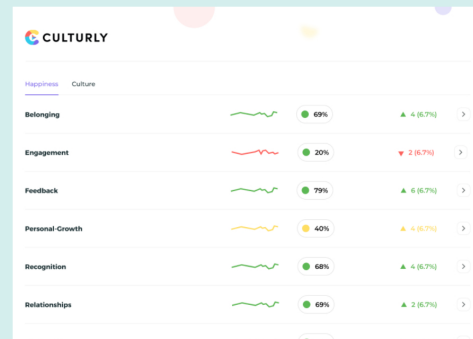 CULTURLY
Happiness Culture
Belonging 69% 4 (6.7%)
Engagement 20% 2 (6.7%)
Feedback 79% 6 (6.7%)
Personal-Growth 40% 4 (6.7%)
Recognition 68% 4 (6.7%)
Relationships 69% 2 (6.7%)